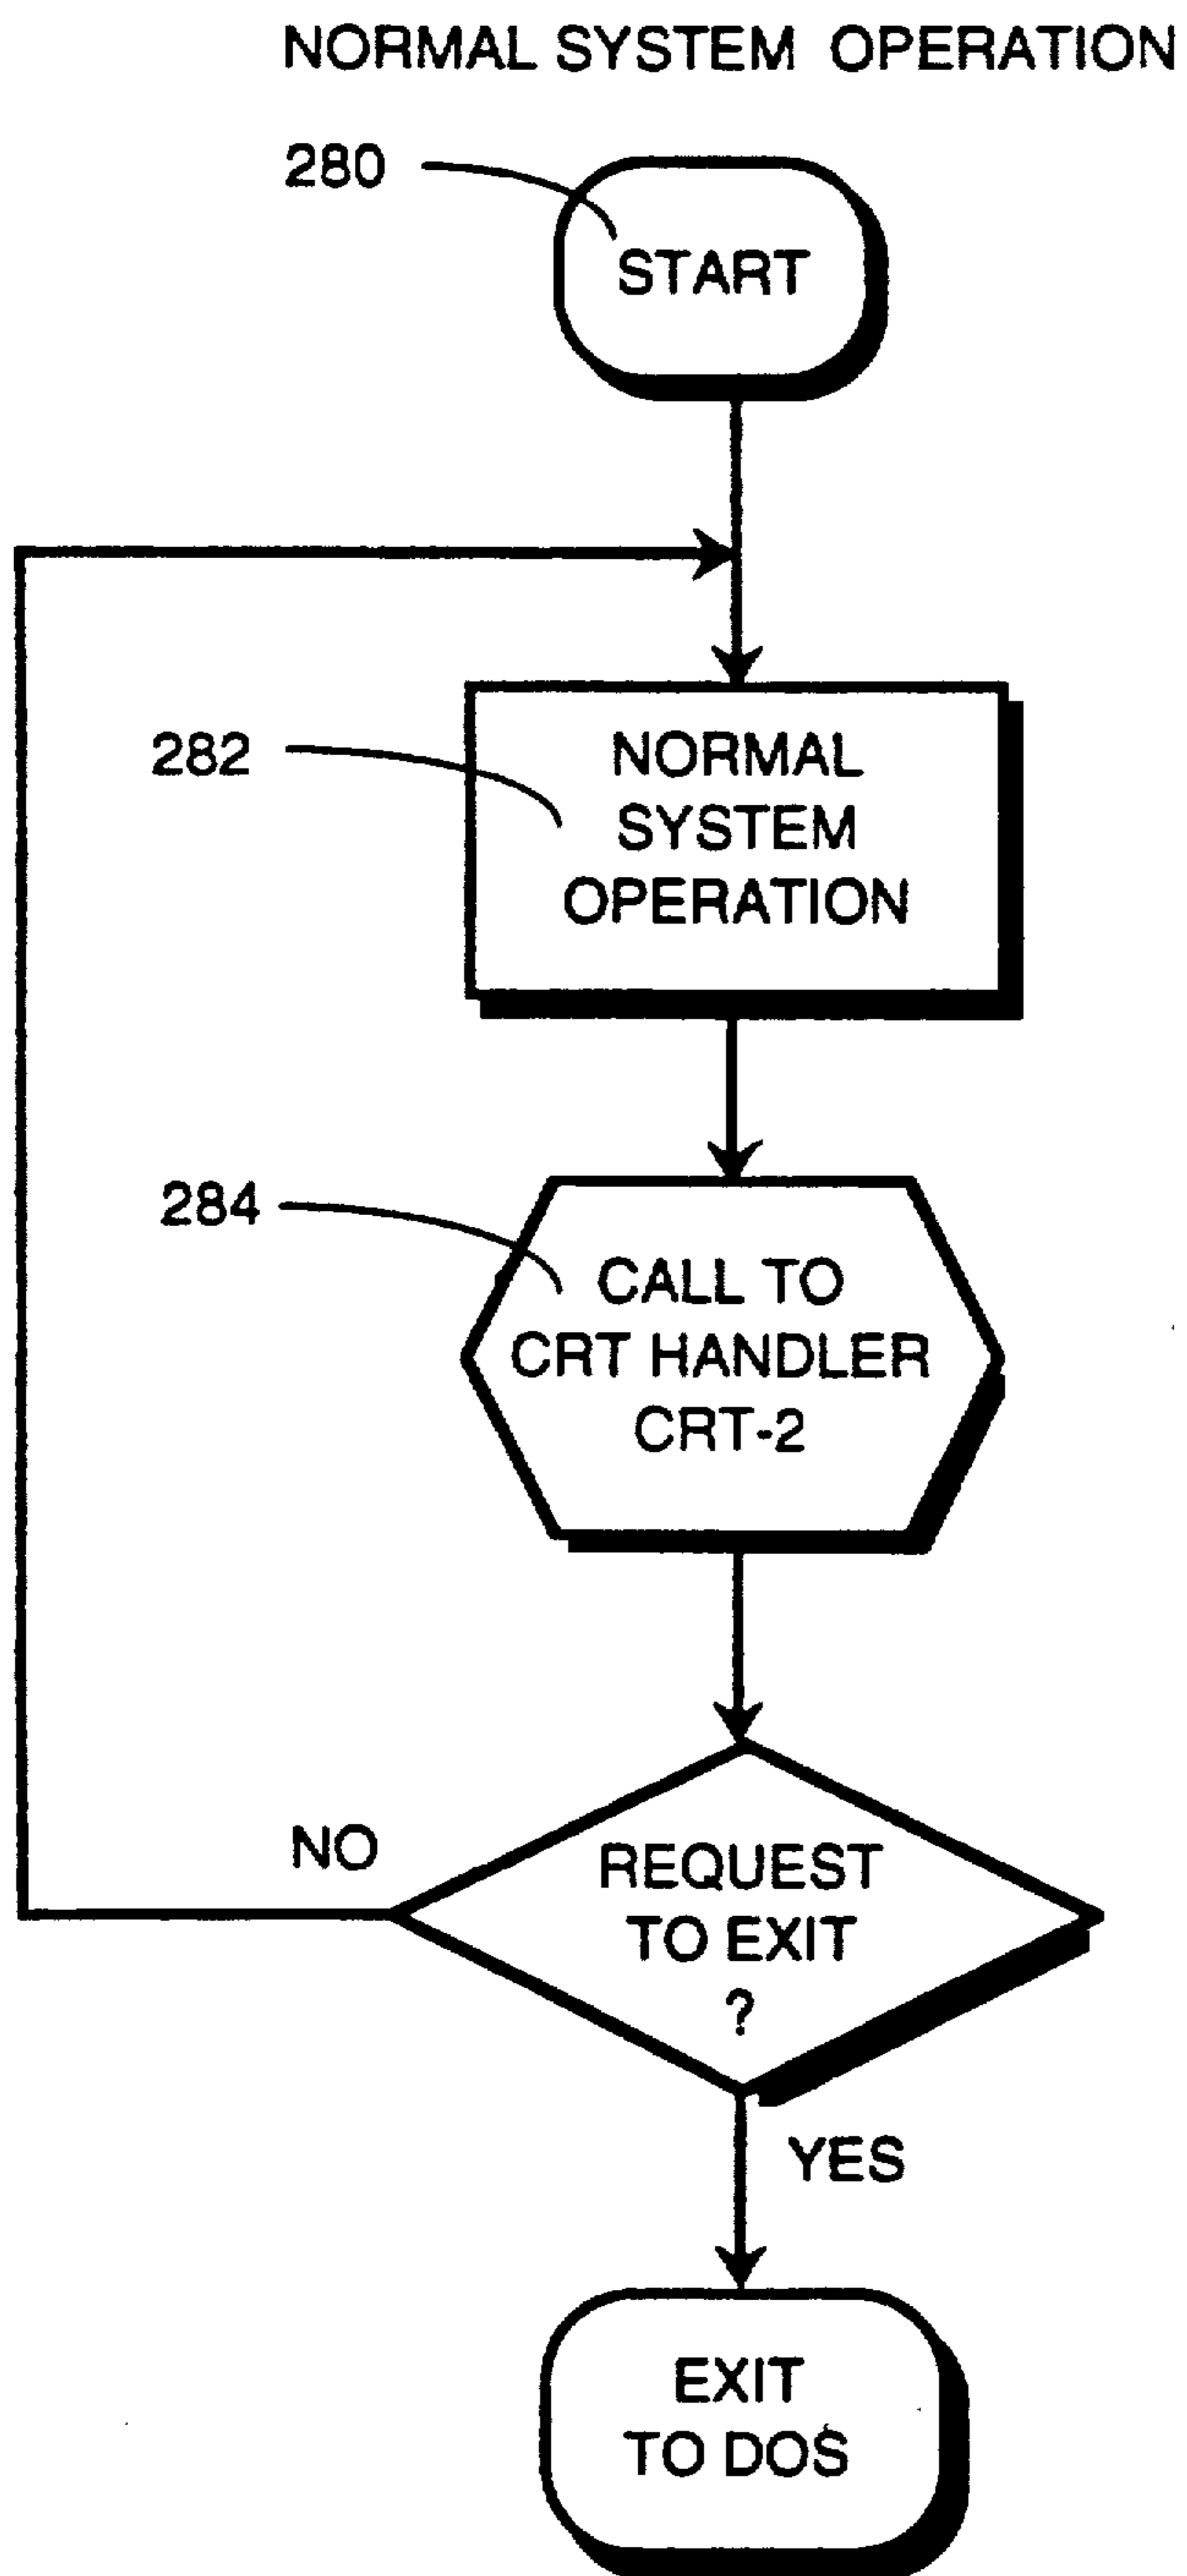 NORMAL SYSTEM OPERATION
280
START
282
NORMAL
SYSTEM
OPERATION
284
CALL TO
CRT HANDLER
CRT-2
NO
REQUEST
TO EXIT
?
YES
EXIT
TO DOS